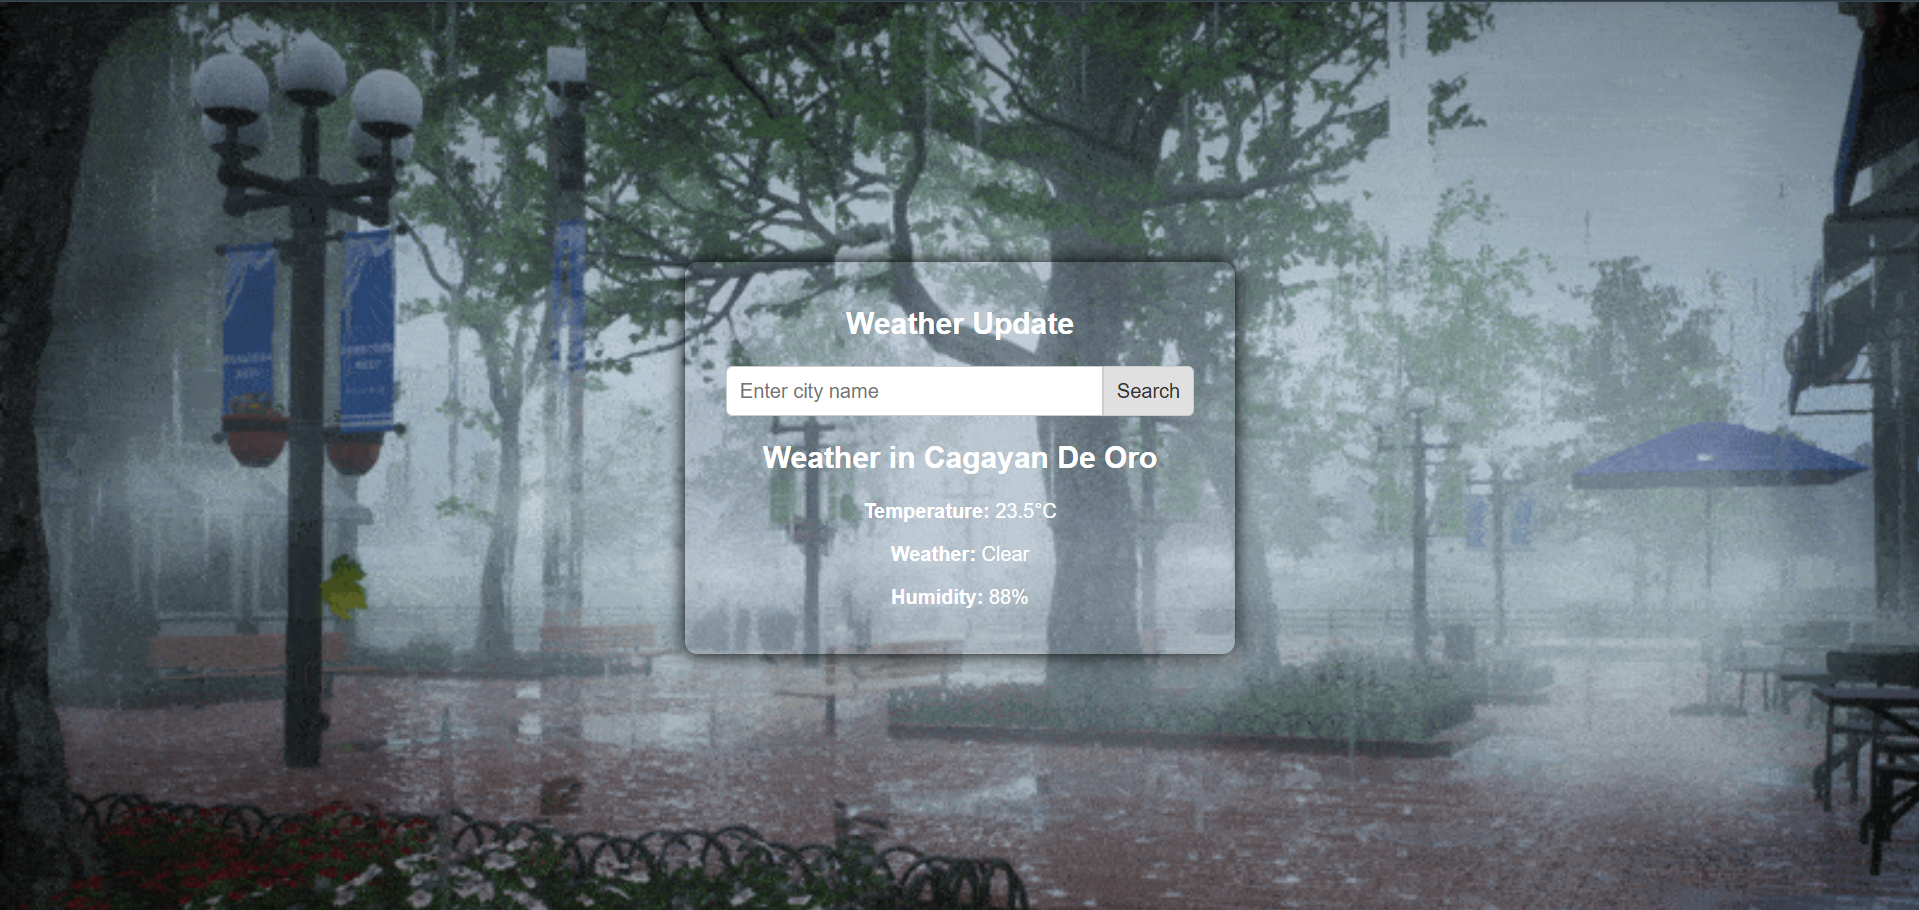 Weather Update
Enter city name
Search
Weather in Cagayan De Oro
Temperature: 23.5°C
Weather: Clear
Humidity: 88%